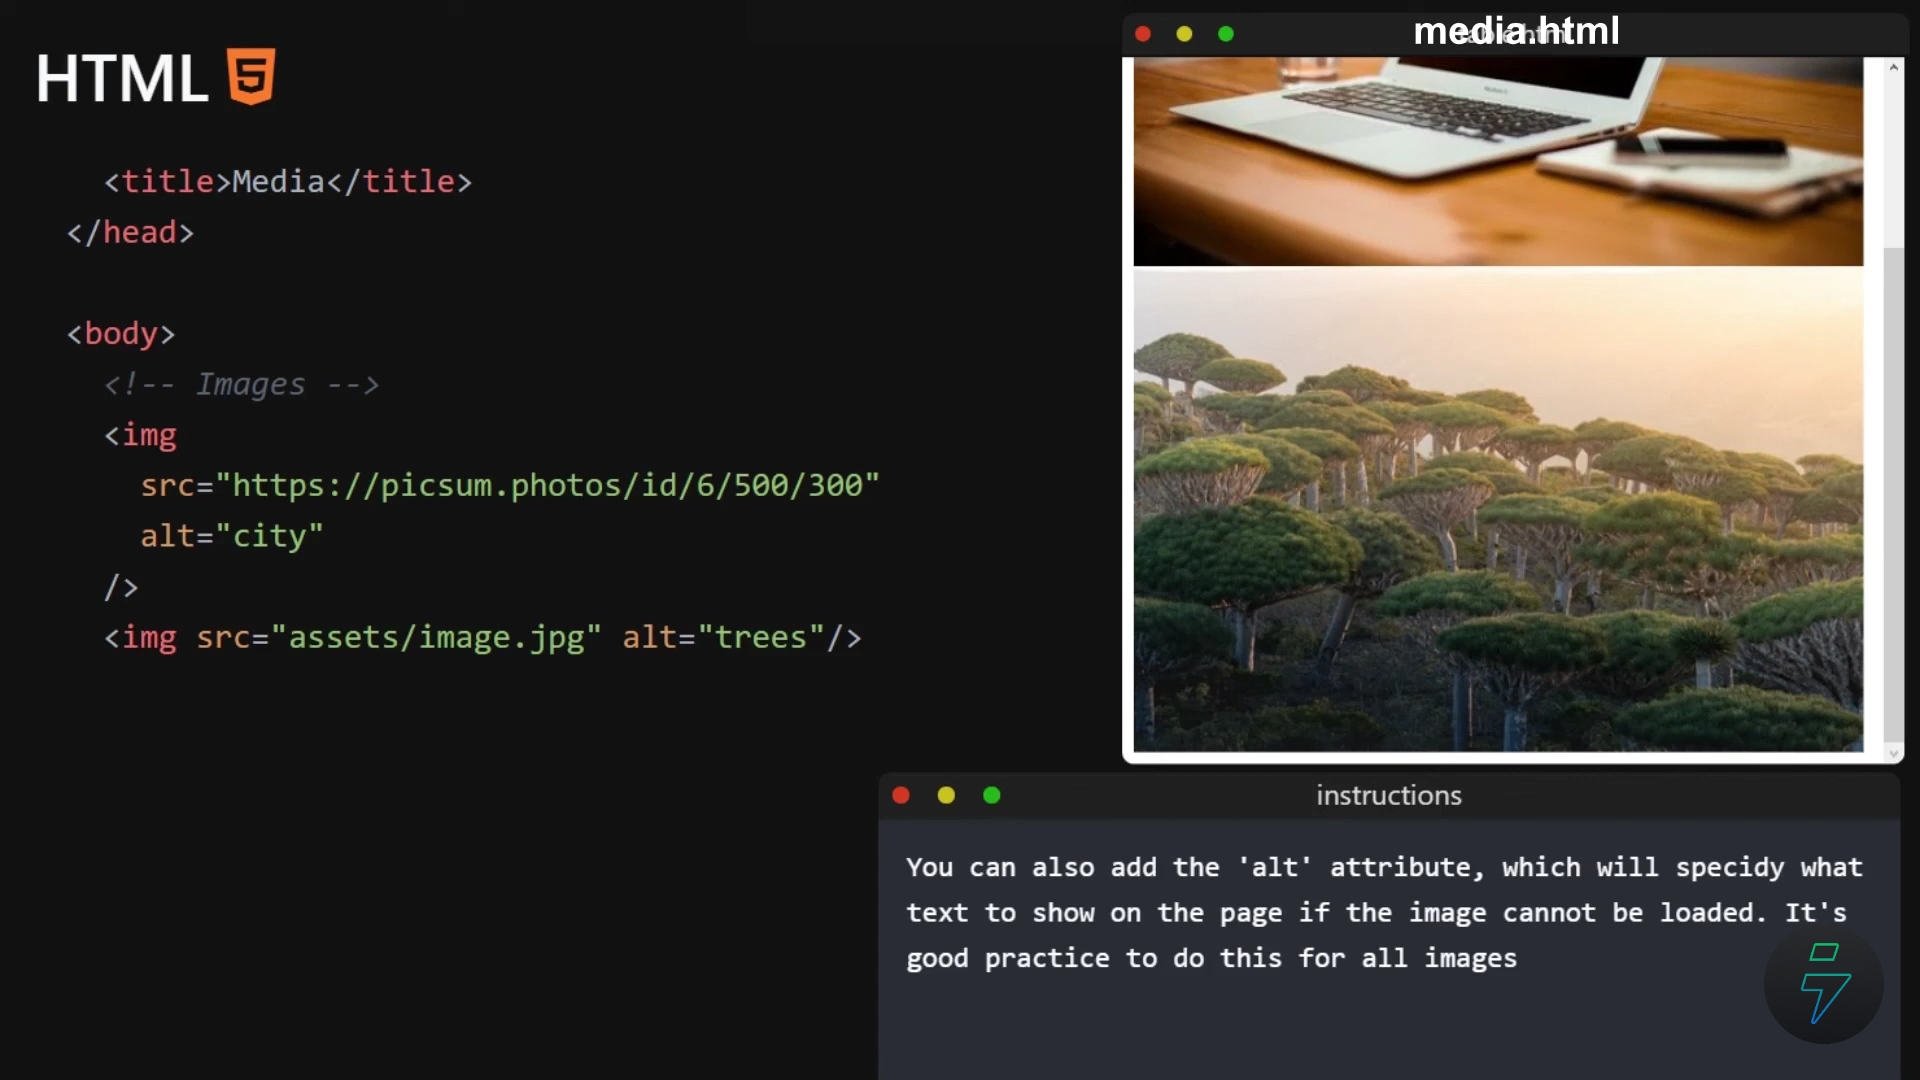 HTML 5
<title>Media</title>
</head>
<body>
<!-- Images -->
<img
src="https://picsum.photos/id/6/500/300"
alt="city"
/>
<img src="assets/image.jpg" alt="trees"/>
media.html
instructions
You can also add the 'alt' attribute, which will specidy what
text to show on the page if the image cannot be loaded. It's
good practice to do this for all images